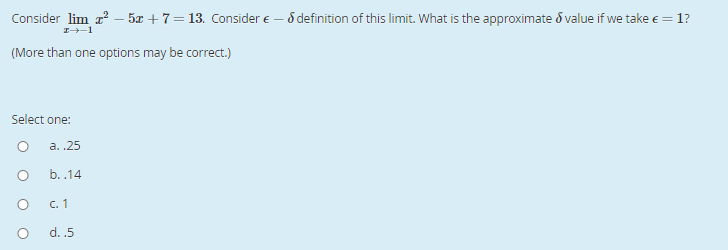 Consider lim x² – 5x + 7 = 13. Consider ϵ – δ definition of this limit. What is the approximate δ value if we take ϵ = 1?
x→–1
(More than one options may be correct.)
Select one:
a. .25
b. .14
c. 1
d. .5